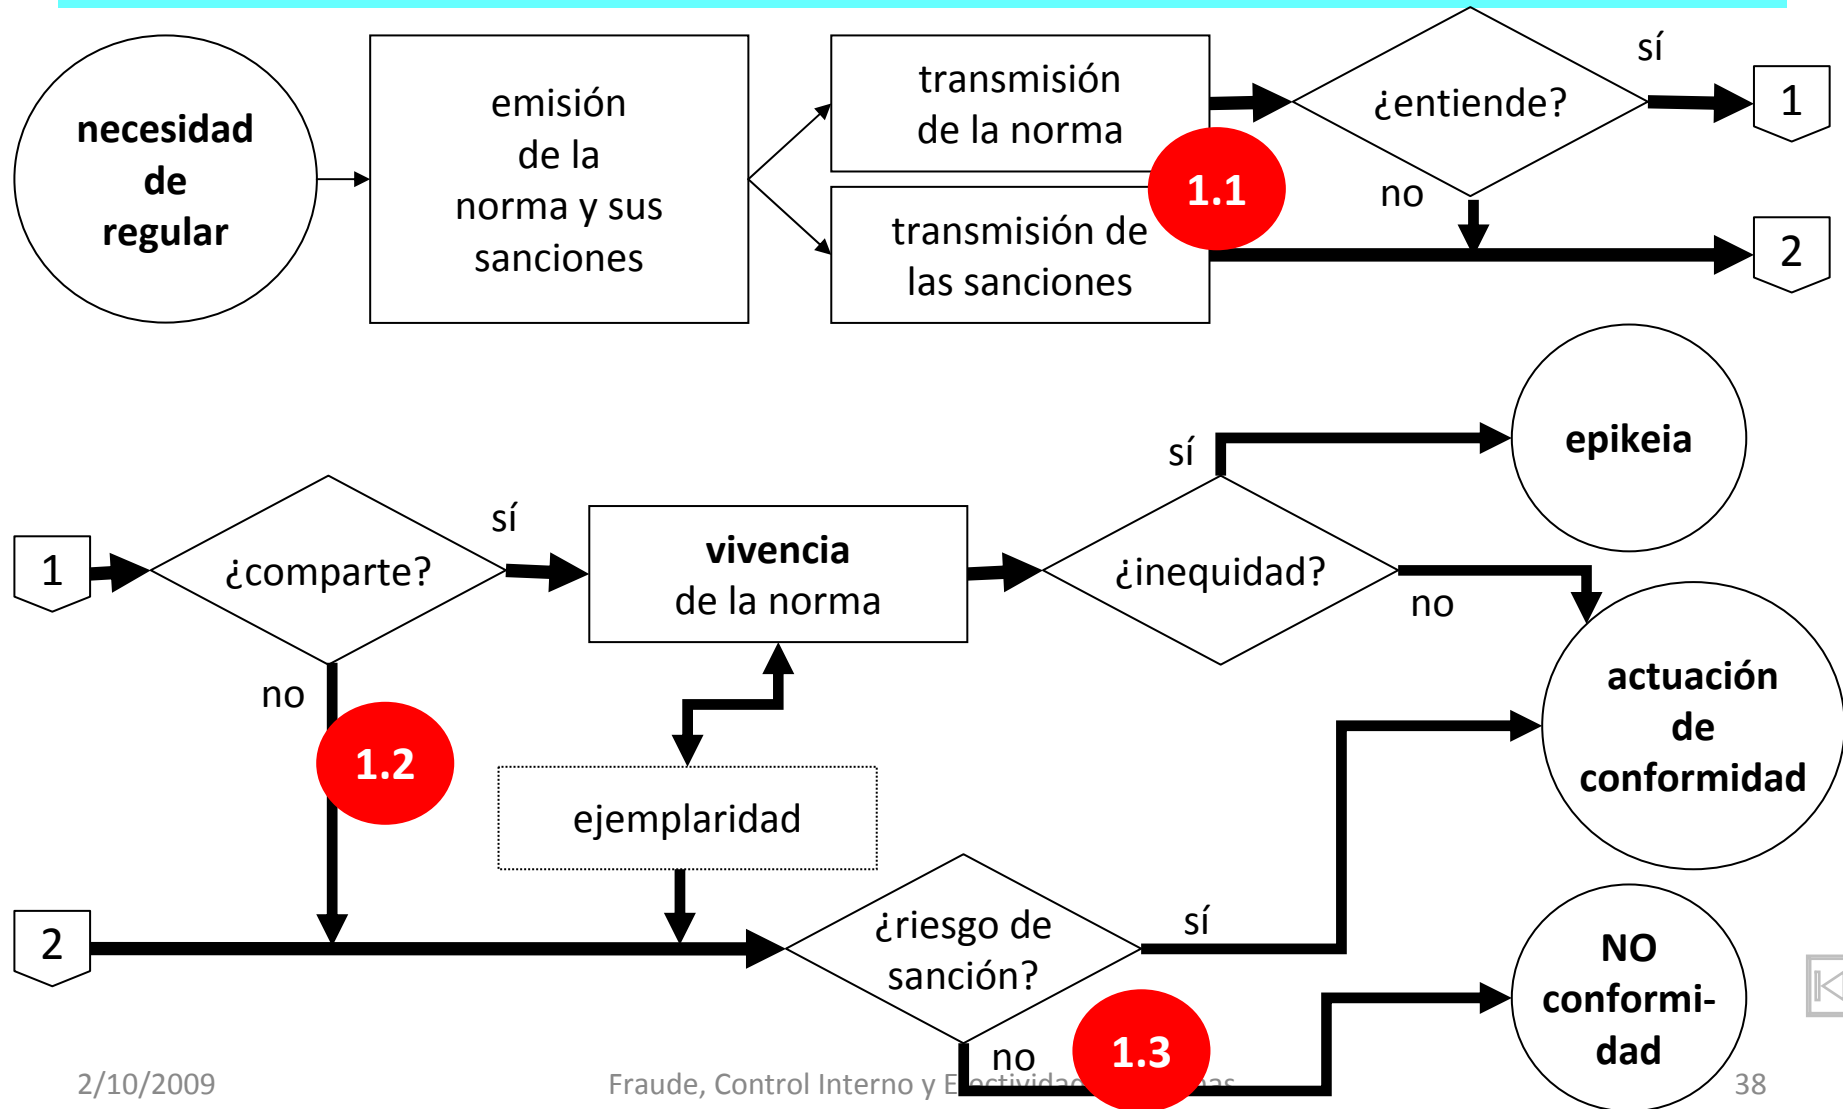 necesidad
de
regular
emisión
de la
norma y sus
sanciones
transmisión
de la norma
transmisión de
las sanciones
1.1
¿entiende?
sí
no
1
2
1
¿comparte?
sí
no
1.2
vivencia
de la norma
ejemplaridad
¿inequidad?
sí
no
epikeia
actuación
de
conformidad
2
¿riesgo de
sanción?
sí
no
1.3
NO
conformi-
dad
2/10/2009
Fraude, Control Interno y
38